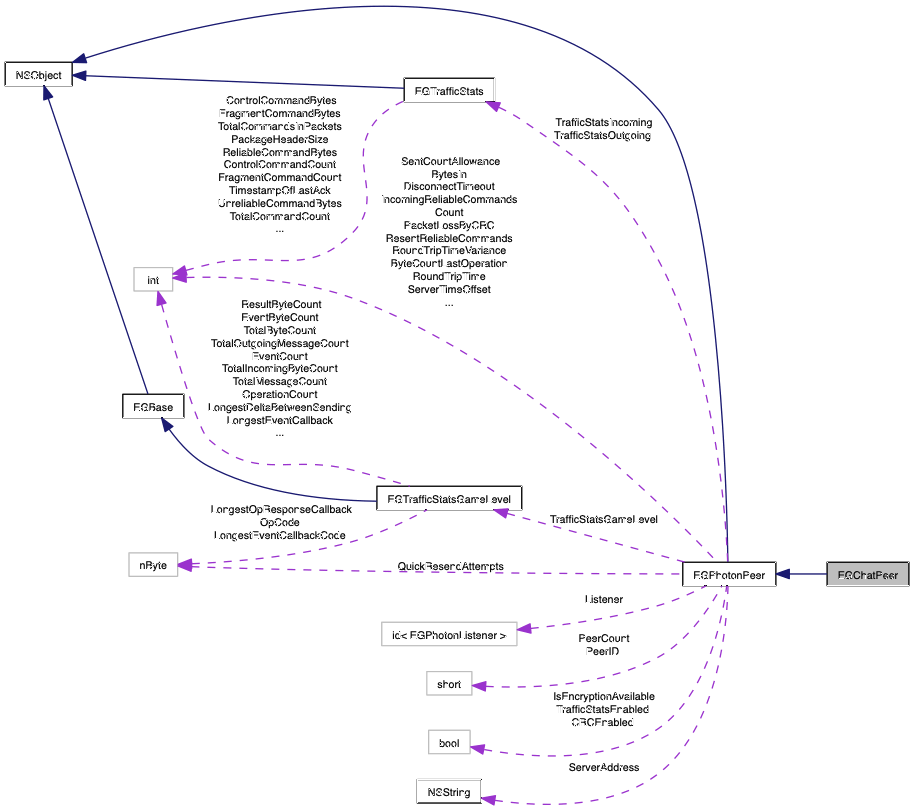 NSObject
EGTrafficStats
ControlCommandBytes
FragmentCommandBytes
TotalCommandsInPackets
PackageHeaderSize
ReliableCommandBytes
ControlCommandCount
FragmentCommandCount
TimestampOfLastAck
UnreliableCommandBytes
TotalCommandCount
...
TrafficStatsIncoming
TrafficStatsOutgoing
SentCountAllowance
BytesIn
DisconnectTimeout
IncomingReliableCommands
Count
PacketLossByCRC
ResentReliableCommands
RoundTripTimeVariance
ByteCountLastOperation
RoundTripTime
ServerTimeOffset
...
int
ResultByteCount
EventByteCount
TotalByteCount
TotalOutgoingMessageCount
EventCount
TotalIncomingByteCount
TotalMessageCount
OperationCount
LongestDeltaBetweenSending
LongestEventCallback
...
EGBase
EGTrafficStatsGameLevel
LongestOpResponseCallback
OpCode
LongestEventCallbackCode
TrafficStatsGameLevel
nByte
QuickResendAttempts
EGPhotonPeer
EGChatPeer
Listener
id< EGPhotonListener >
PeerCount
PeerID
short
IsEncryptionAvailable
TrafficStatsEnabled
CRCEnabled
bool
ServerAddress
NSString